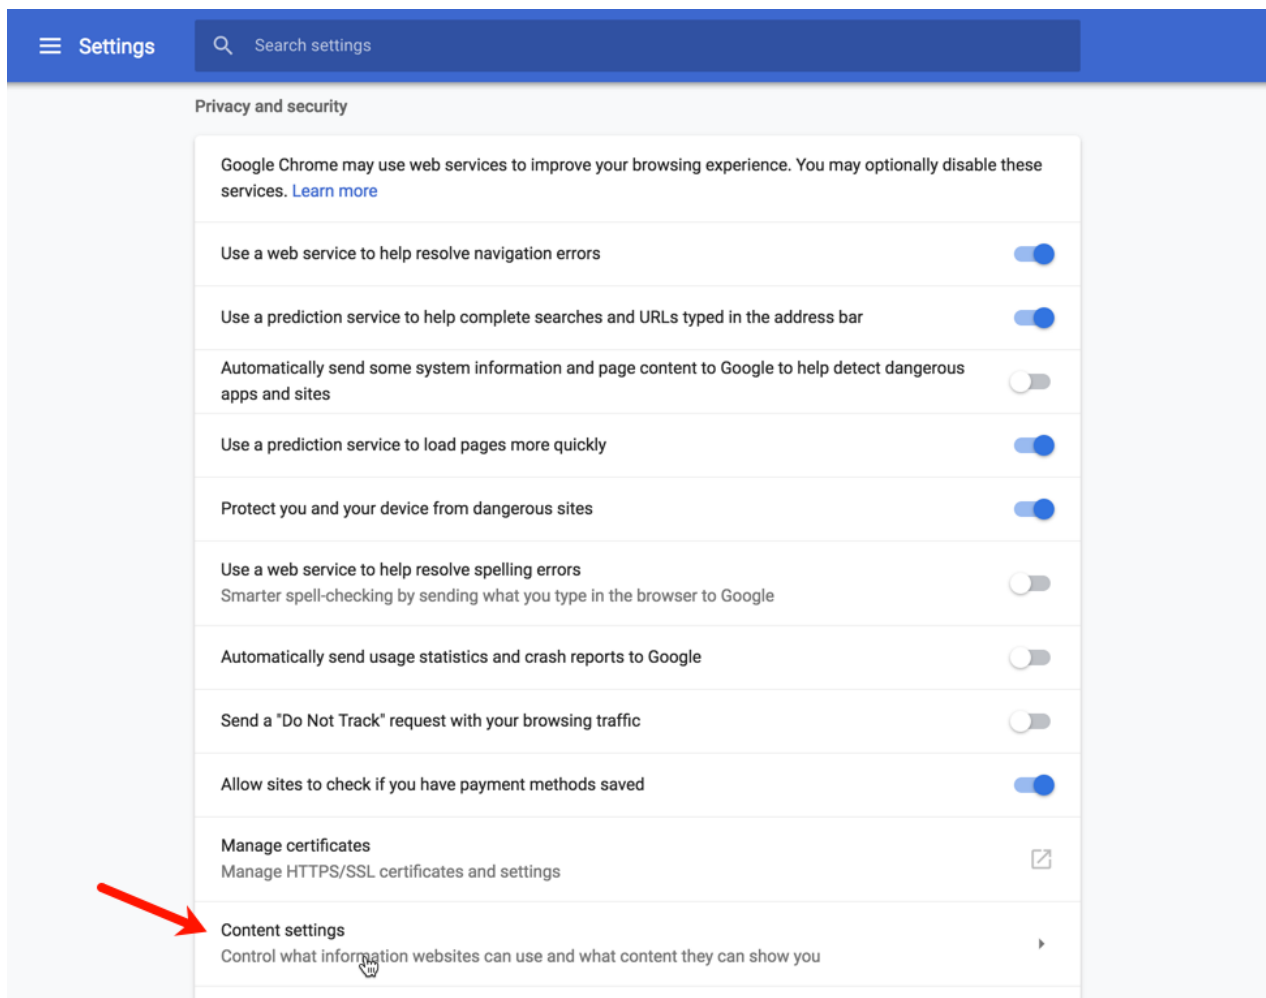 Settings
Search settings
Privacy and security
Google Chrome may use web services to improve your browsing experience. You may optionally disable these
services. Learn more
Use a web service to help resolve navigation errors
Use a prediction service to help complete searches and URLs typed in the address bar
Automatically send some system information and page content to Google to help detect dangerous
apps and sites
Use a prediction service to load pages more quickly
Protect you and your device from dangerous sites
Use a web service to help resolve spelling errors
Smarter spell-checking by sending what you type in the browser to Google
Automatically send usage statistics and crash reports to Google
Send a "Do Not Track" request with your browsing traffic
Allow sites to check if you have payment methods saved
Manage certificates
Manage HTTPS/SSL certificates and settings
Content settings
Control what information websites can use and what content they can show you